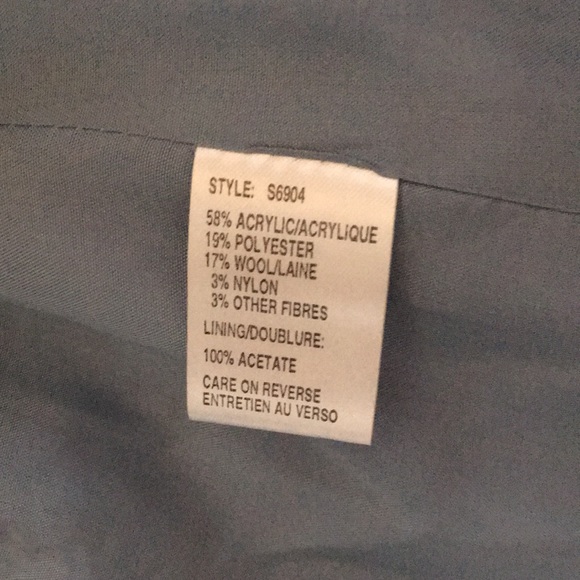 STYLE: S6904
58% ACRYLIC/ACRYLIQUE
19% POLYESTER
17% WOOL/LAINE
3% NYLON
3% OTHER FIBRES
LINING/DOUBLURE:
100% ACETATE
CARE ON REVERSE
ENTRETIEN AU VERSO